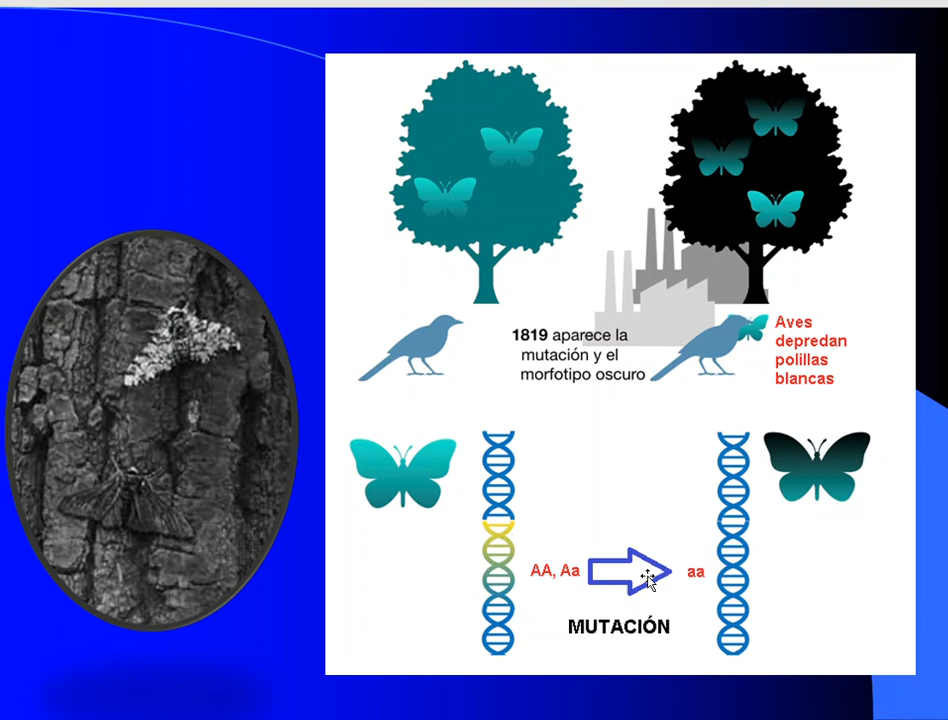 1819 aparece la
mutación y el
morfotipo oscuro
Aves
depredan
polillas
blancas
AA, Aa
aa
MUTACIÓN